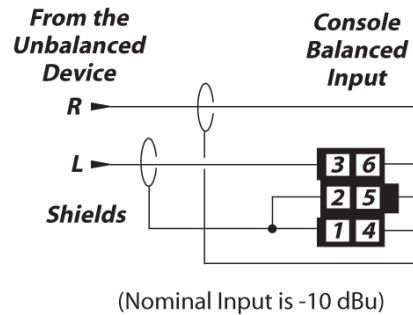 From the
Unbalanced
Device
Console
Balanced
Input
R
L
3 6
2 5
Shields
1 4
(Nominal Input is -10 dBu)